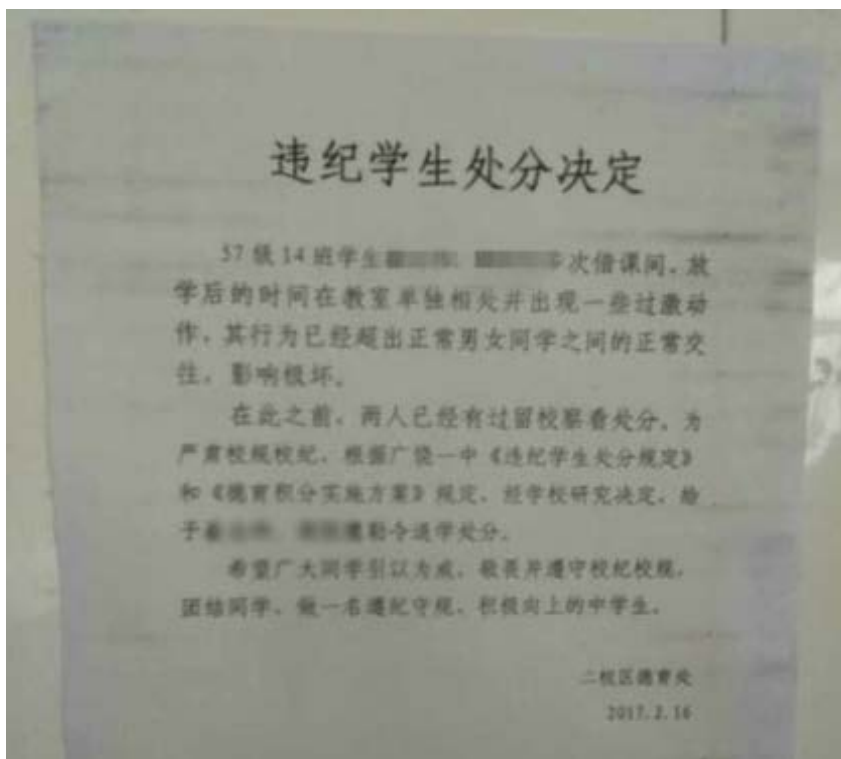 违纪学生处分决定
57级14班学生 次借课间、放
学后的时间在教室单独相处并出现一些过激动
作,其行为已经超出正常男女同学之间的正常交
往,影响极坏。
在此之前,两人已经有过留校察看处分,为
严肃校规校纪,根据广饶一中《违纪学生处分规定》
和《德育积分实施方案》规定,经学校研究决定,给
予 勒令退学处分。
希望广大同学引以为戒,敬畏并遵守校纪校规,
团结同学,做一名遵纪守规、积极向上的中学生。
二校区德育处
2017.2.16